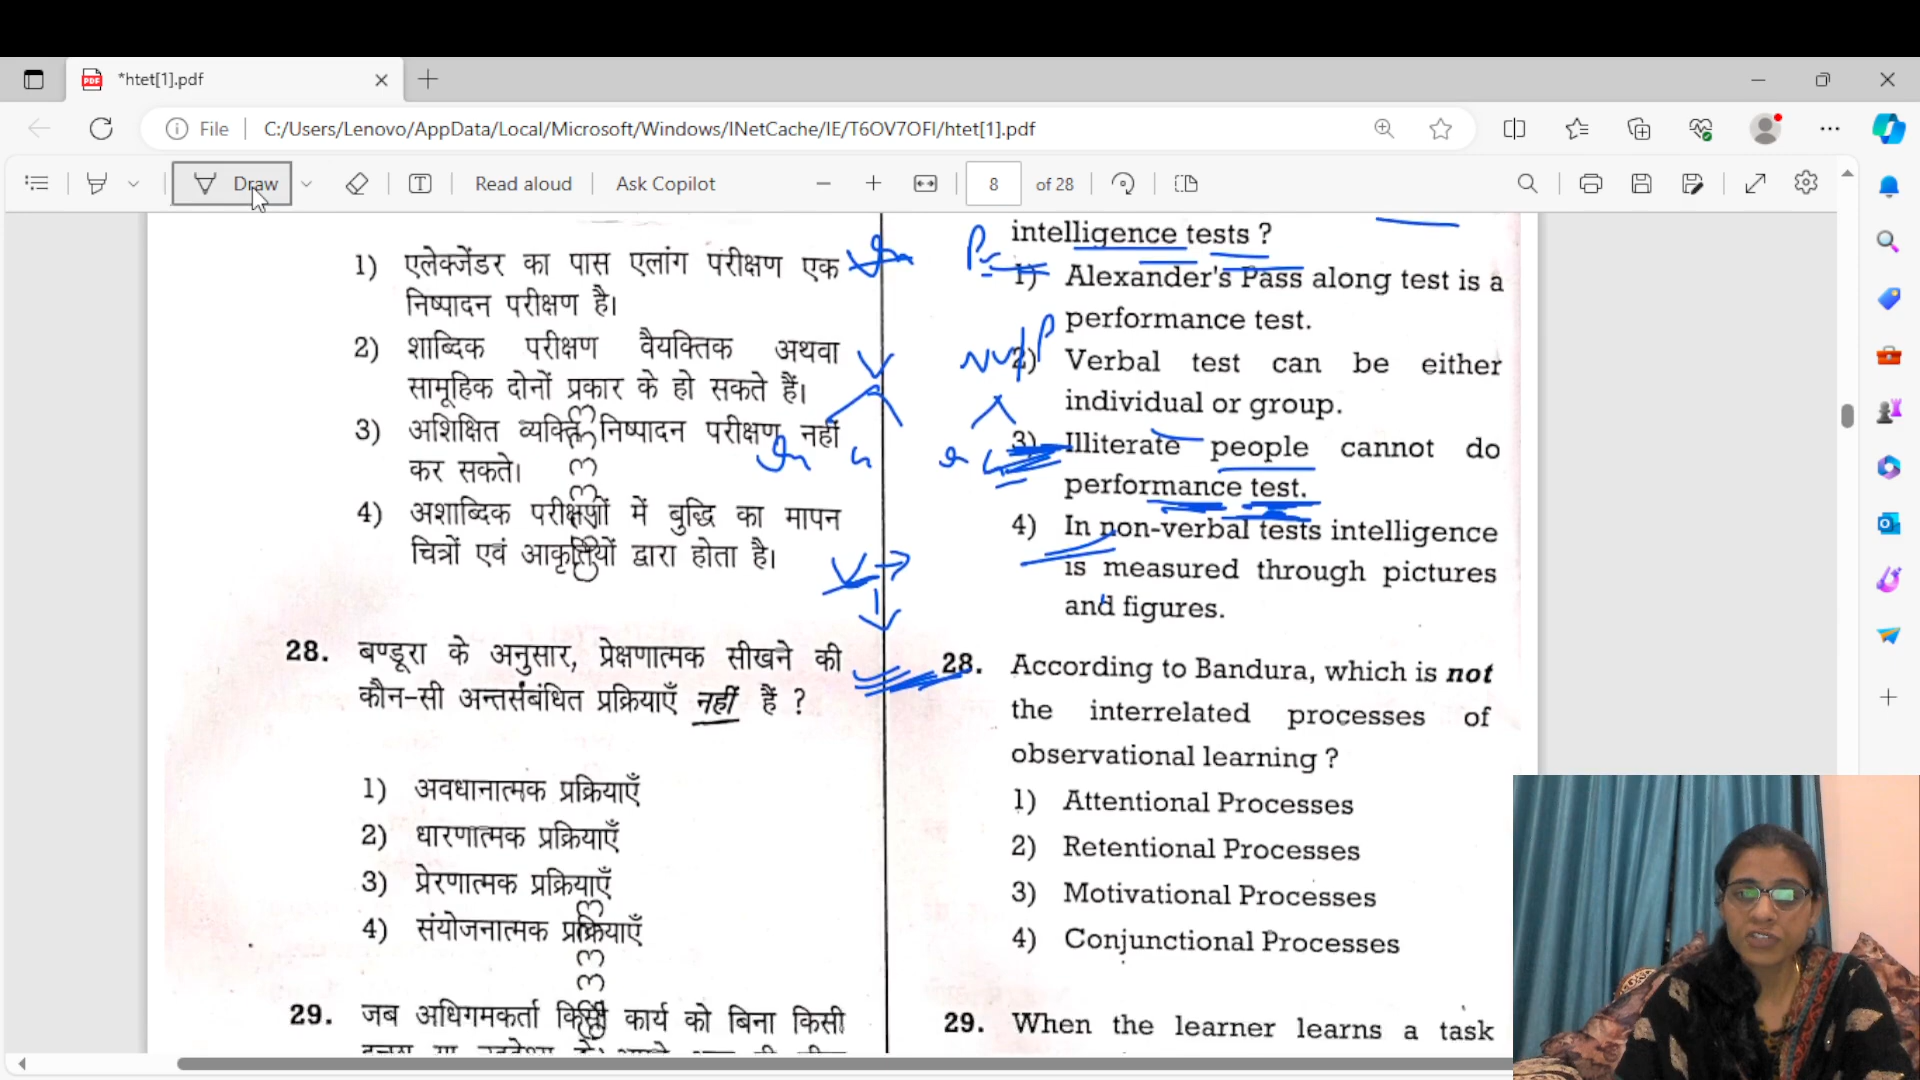 *htet[1].pdf
File
C:/Users/Lenovo/AppData/Local/Microsoft/Windows/INetCache/IE/T6OV7OFI/htet[1].pdf
Draw
Read aloud
Ask Copilot
8
of 28
1) एलेक्जेंडर का पास एलांग परीक्षण एक
निष्पादन परीक्षण है।
2) शाब्दिक परीक्षण वैयक्तिक अथवा
सामूहिक दोनों प्रकार के हो सकते हैं।
3) अशिक्षित व्यक्ति निष्पादन परीक्षण नहीं
कर सकते।
4) अशाब्दिक परीक्षणों में बुद्धि का मापन
चित्रों एवं आकृतियों द्वारा होता है।
28. बण्डूरा के अनुसार, प्रेक्षणात्मक सीखने की
कौन-सी अन्तर्संबंधित प्रक्रियाएँ नहीं हैं ?
1) अवधानात्मक प्रक्रियाएँ
2) धारणात्मक प्रक्रियाएँ
3) प्रेरणात्मक प्रक्रियाएँ
4) संयोजनात्मक प्रक्रियाएँ
29. जब अधिगमकर्ता किसी कार्य को बिना किसी
intelligence tests ?
1) Alexander's Pass along test is a
performance test.
2) Verbal test can be either
individual or group.
3) Illiterate people cannot do
performance test.
4) In non-verbal tests intelligence
is measured through pictures
and figures.
28. According to Bandura, which is not
the interrelated processes of
observational learning ?
1) Attentional Processes
2) Retentional Processes
3) Motivational Processes
4) Conjunctional Processes
29. When the learner learns a task